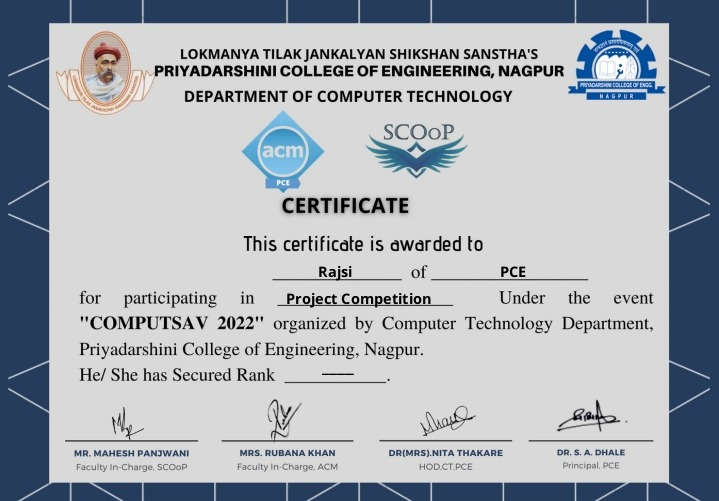 LOKMANYA TILAK JANKALYAN SHIKSHAN SANSTHA'S
PRIYADARSHINI COLLEGE OF ENGINEERING, NAGPUR
DEPARTMENT OF COMPUTER TECHNOLOGY
PRIYADARSHINI COLLEGE OF ENGG.
NAGPUR
acm
PCE
SCOoP
CERTIFICATE
This certificate is awarded to
Rajsi of PCE
for participating in Project Competition Under the event
"COMPUTSAV 2022" organized by Computer Technology Department,
Priyadarshini College of Engineering, Nagpur.
He/ She has Secured Rank ----.
MR. MAHESH PANJWANI
Faculty In-Charge, SCOoP
MRS. RUBANA KHAN
Faculty In-Charge, ACM
DR(MRS).NITA THAKARE
HOD,CT,PCE
DR. S. A. DHALE
Principal, PCE